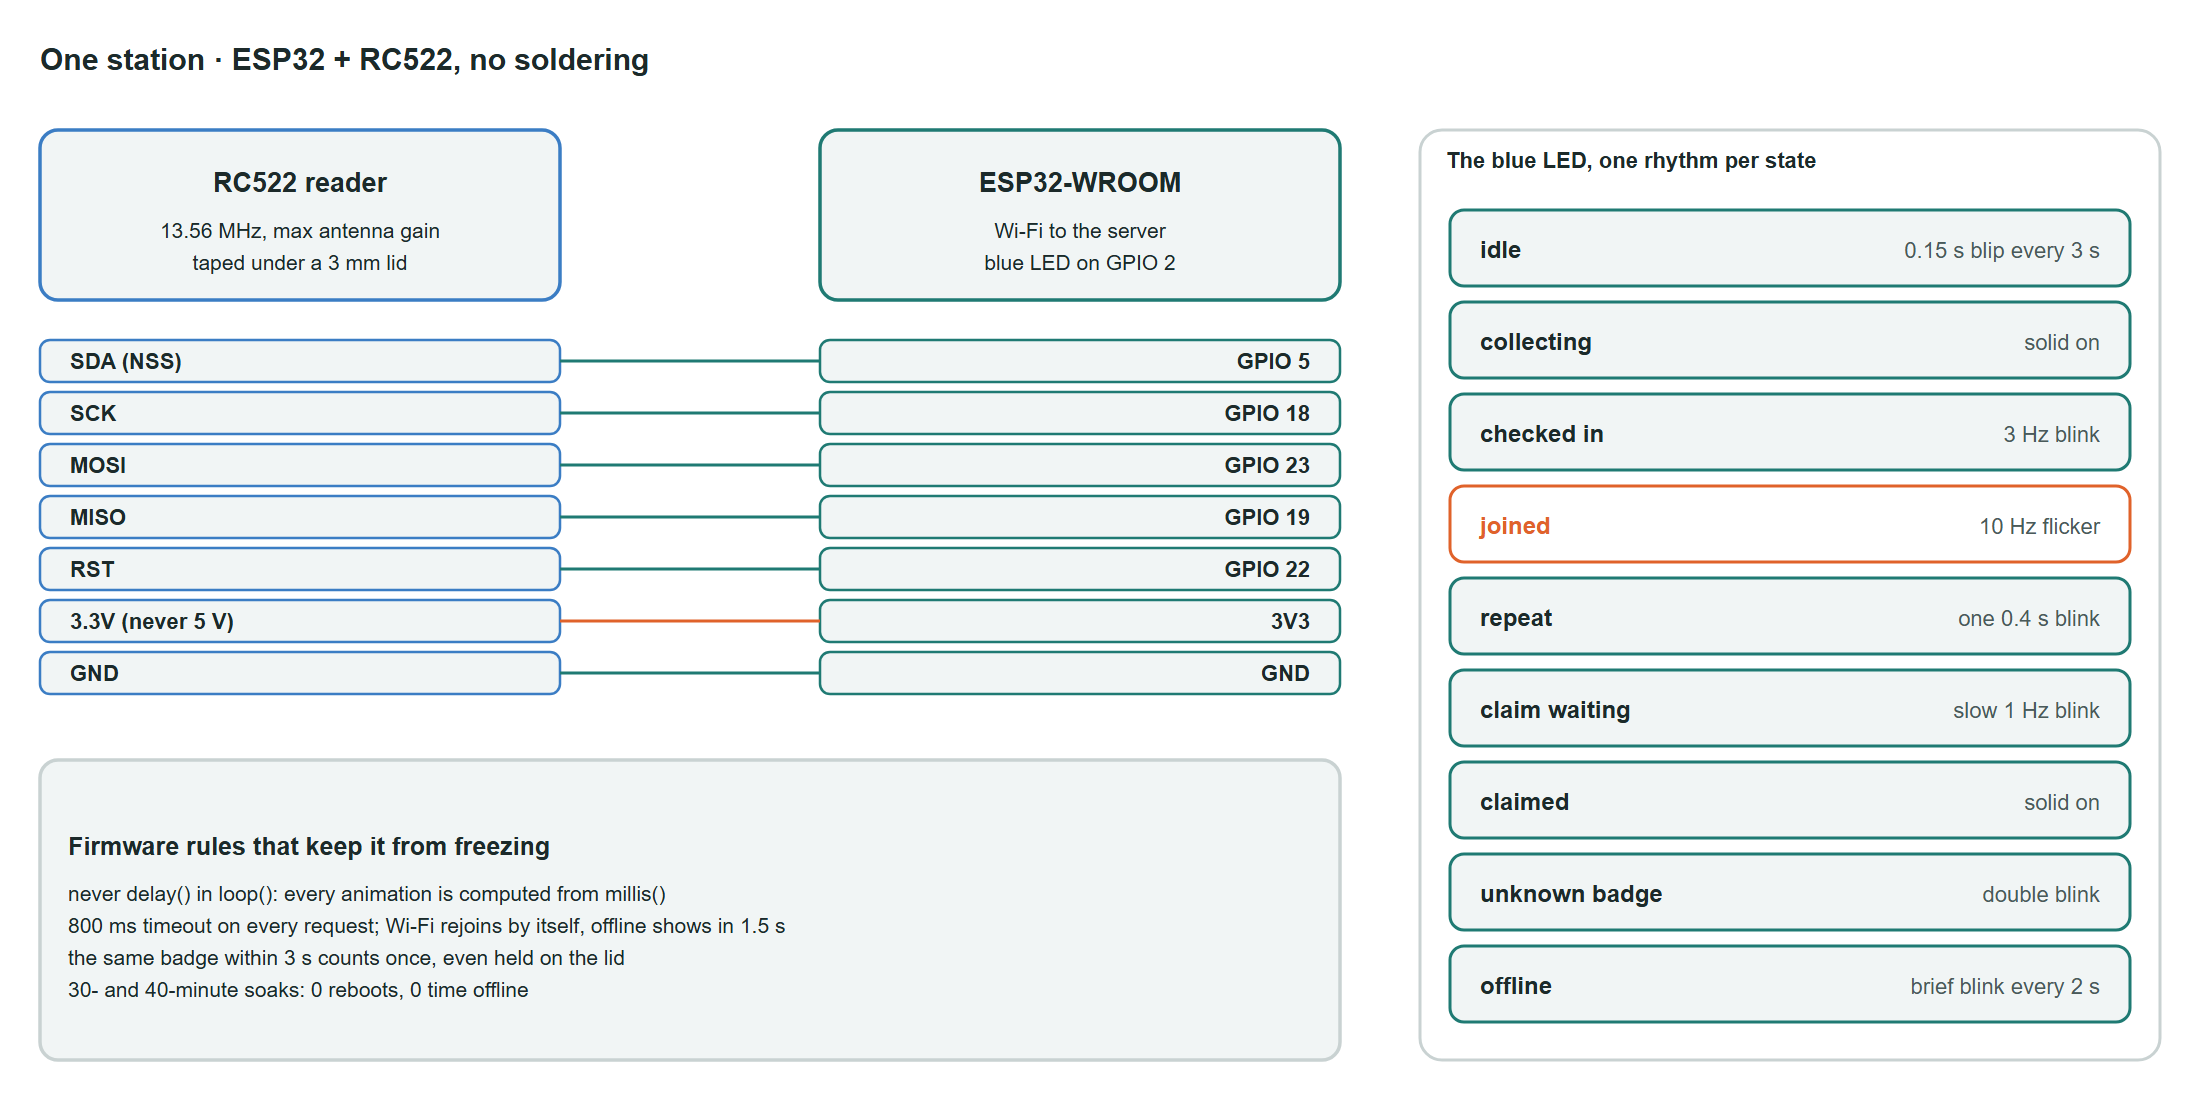 One station · ESP32 + RC522, no soldering
RC522 reader
13.56 MHz, max antenna gain
taped under a 3 mm lid
ESP32-WROOM
Wi-Fi to the server
blue LED on GPIO 2
SDA (NSS) GPIO 5
SCK GPIO 18
MOSI GPIO 23
MISO GPIO 19
RST GPIO 22
3.3V (never 5 V) 3V3
GND GND
Firmware rules that keep it from freezing
never delay() in loop(): every animation is computed from millis()
800 ms timeout on every request; Wi-Fi rejoins by itself, offline shows in 1.5 s
the same badge within 3 s counts once, even held on the lid
30- and 40-minute soaks: 0 reboots, 0 time offline
The blue LED, one rhythm per state
idle 0.15 s blip every 3 s
collecting solid on
checked in 3 Hz blink
joined 10 Hz flicker
repeat one 0.4 s blink
claim waiting slow 1 Hz blink
claimed solid on
unknown badge double blink
offline brief blink every 2 s